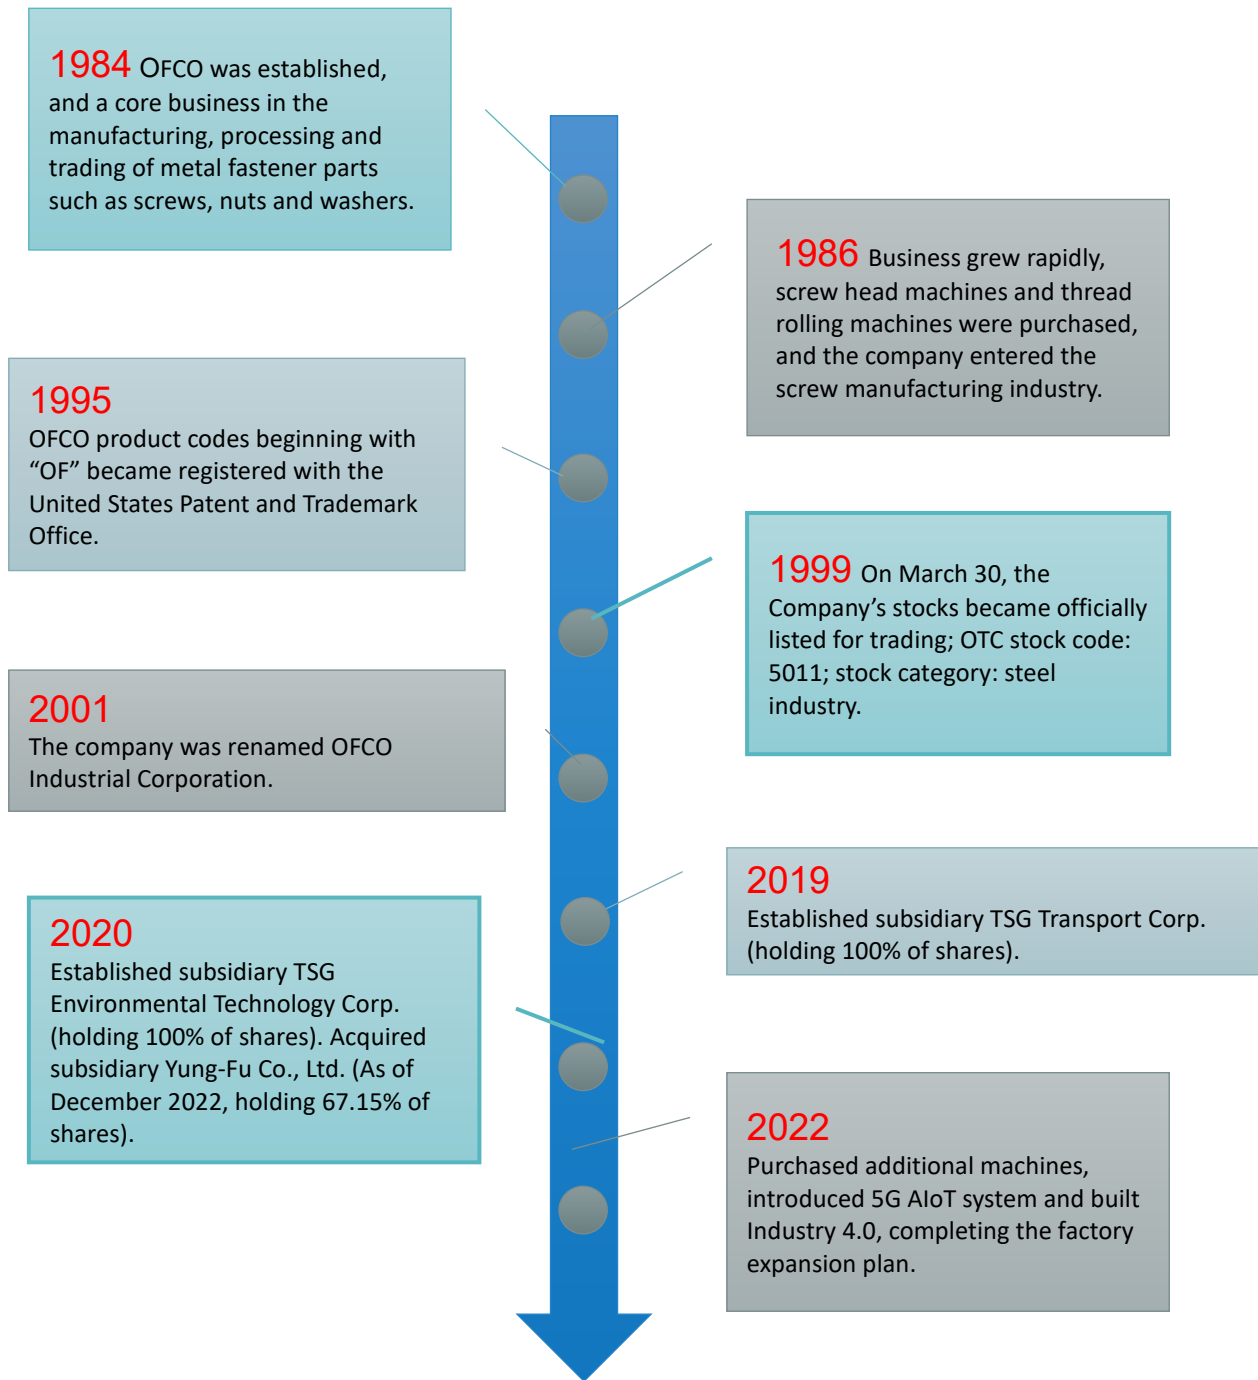 1984 OFCO was established,
and a core business in the
manufacturing, processing and
trading of metal fastener parts
such as screws, nuts and washers.
1986 Business grew rapidly,
screw head machines and thread
rolling machines were purchased,
and the company entered the
screw manufacturing industry.
1995
OFCO product codes beginning with
“OF” became registered with the
United States Patent and Trademark
Office.
1999 On March 30, the
Company’s stocks became officially
listed for trading; OTC stock code:
5011; stock category: steel
industry.
2001
The company was renamed OFCO
Industrial Corporation.
2019
Established subsidiary TSG Transport Corp.
(holding 100% of shares).
2020
Established subsidiary TSG
Environmental Technology Corp.
(holding 100% of shares). Acquired
subsidiary Yung-Fu Co., Ltd. (As of
December 2022, holding 67.15% of
shares).
2022
Purchased additional machines,
introduced 5G AIoT system and built
Industry 4.0, completing the factory
expansion plan.